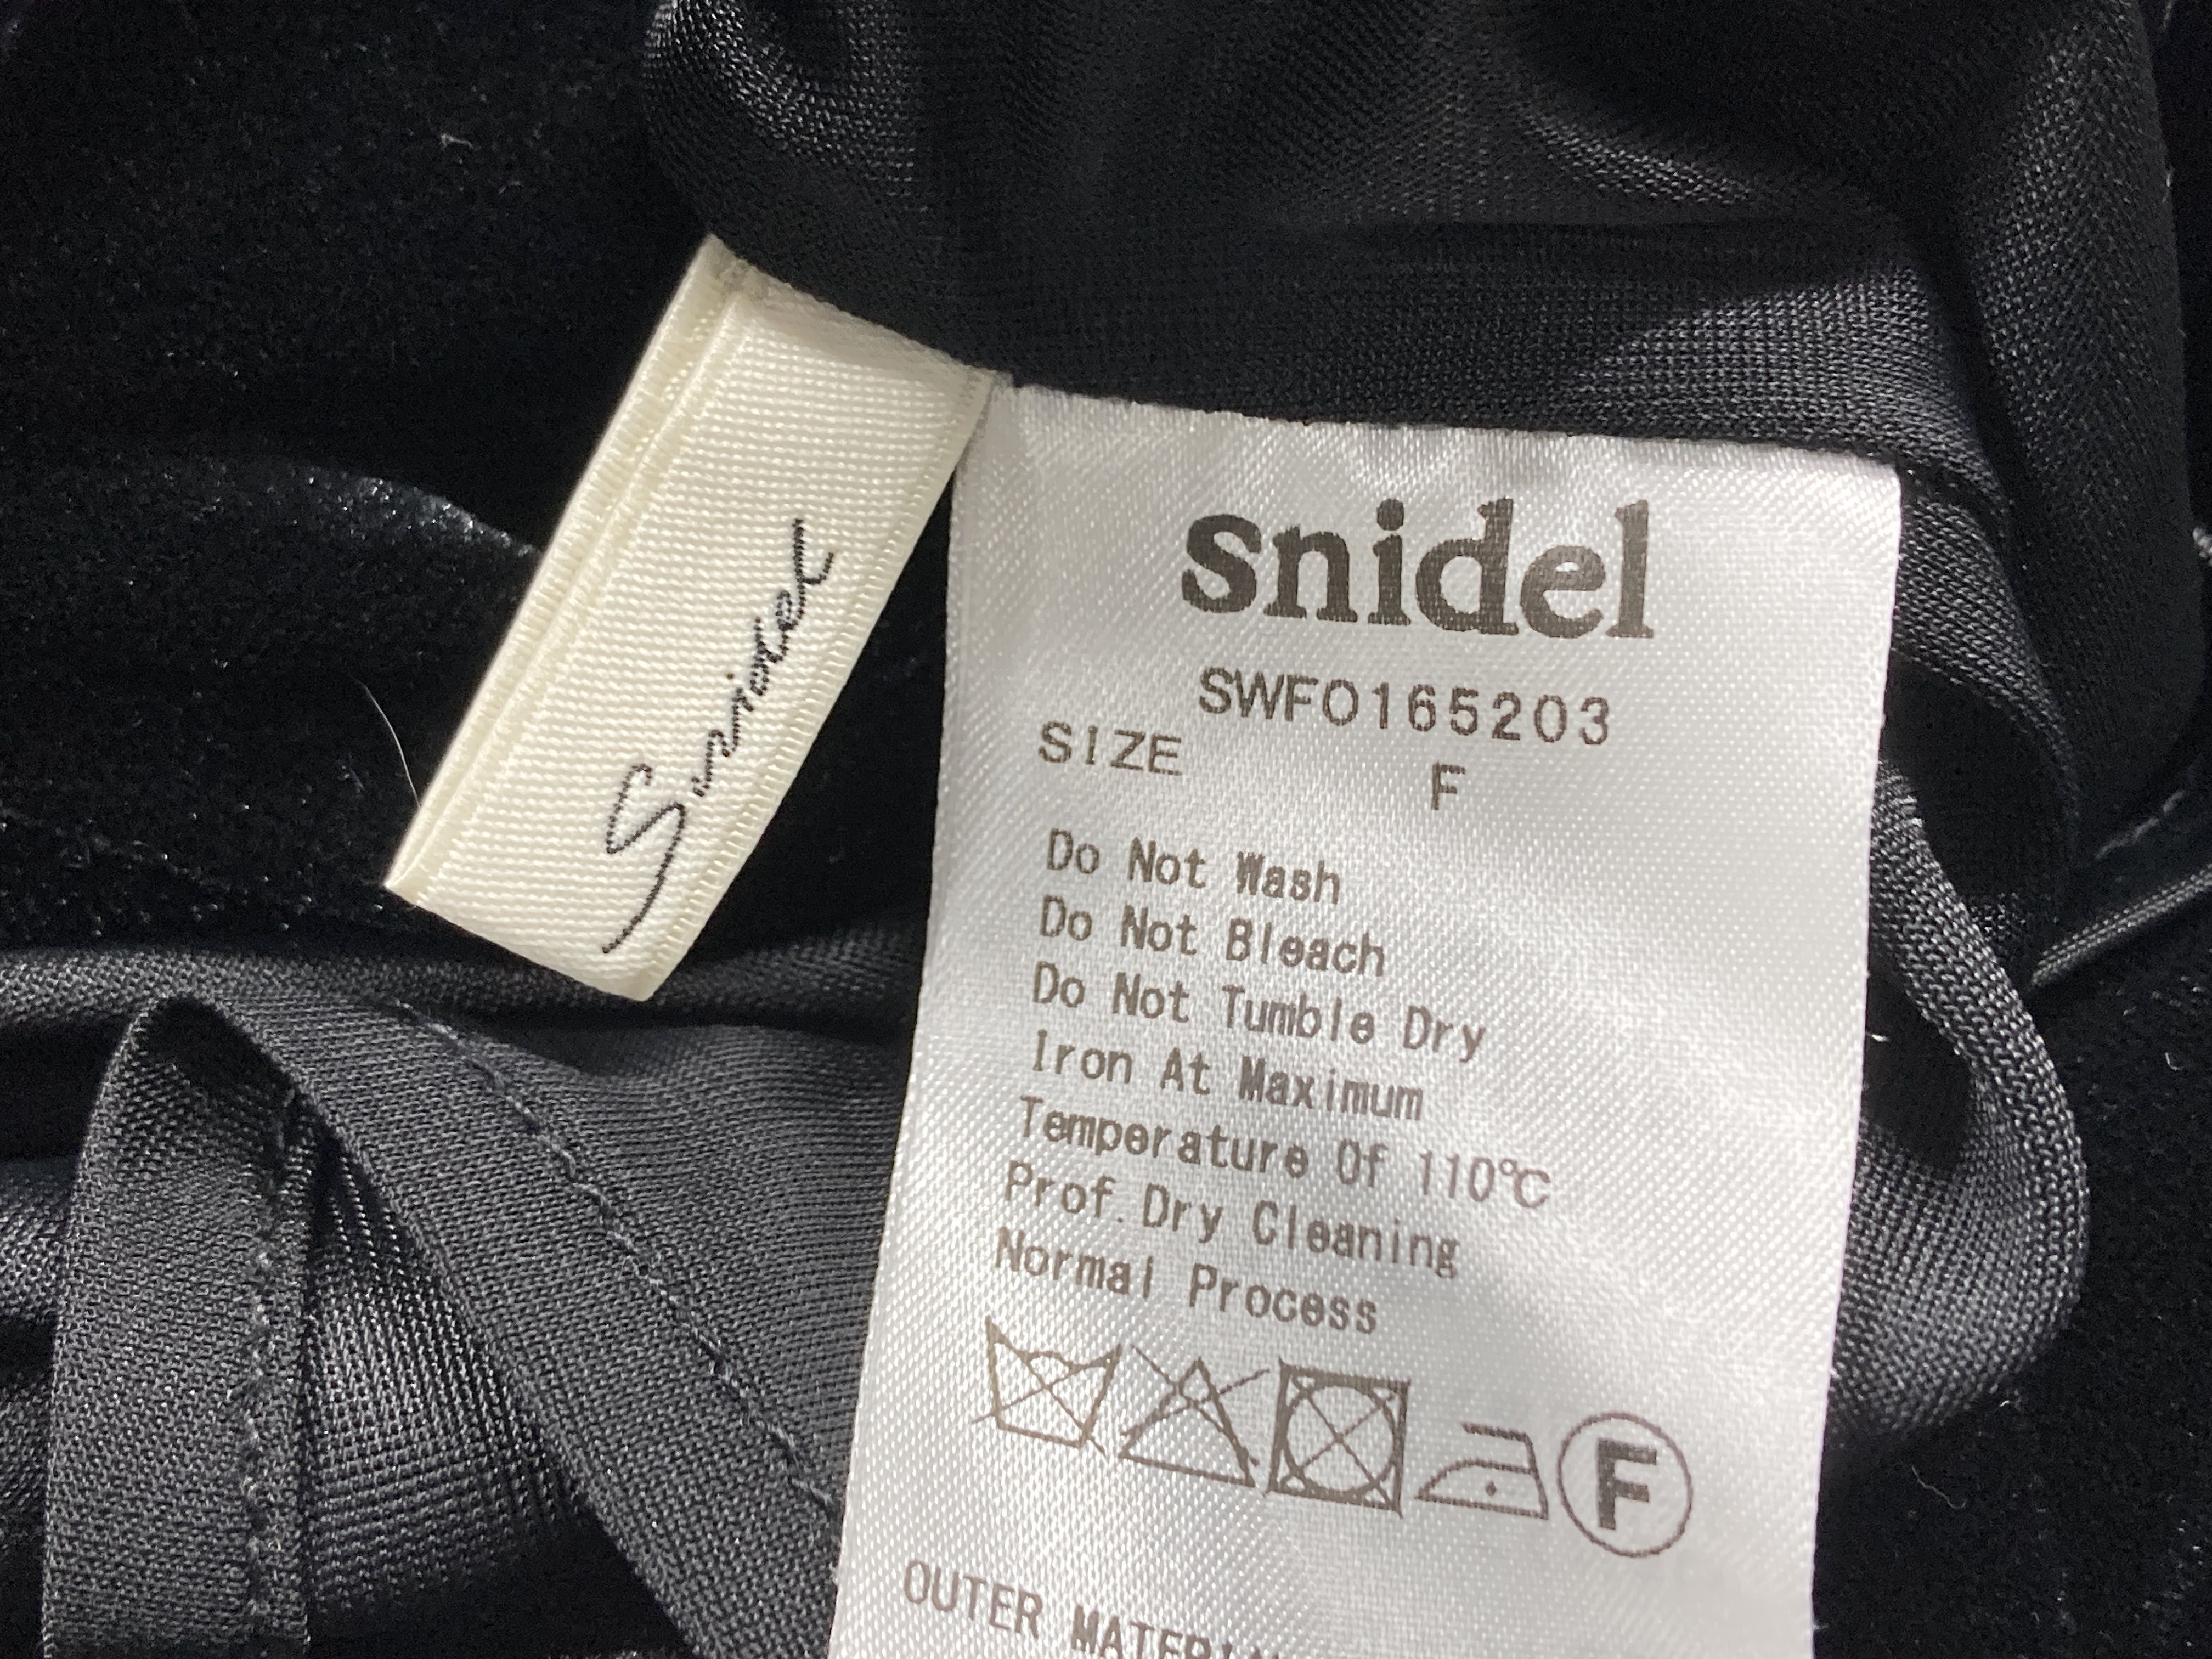 snidel
SWFO165203
SIZE F
Do Not Wash
Do Not Bleach
Do Not Tumble Dry
Iron At Maximum
Temperature Of 110℃
Prof.Dry Cleaning
Normal Process
F
OUTER